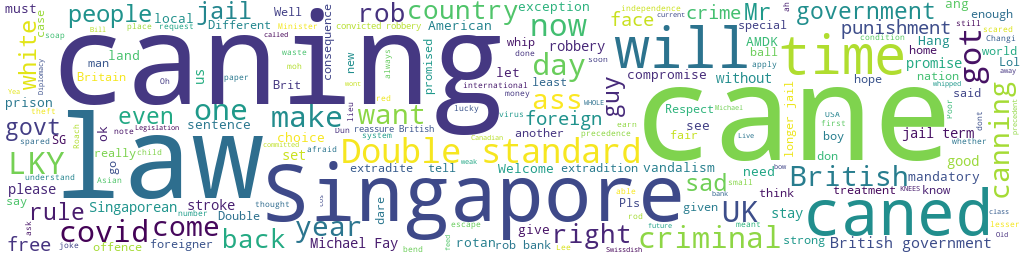 caning
law
singapore
cane
will
time
caned
Double standard
now
one
covid
come
LKY
people
jail
rob
country
government
Mr
white
govt
even
make
day
want
ass
guy
foreign
got
canning
British
UK
criminal
sad
right
year
back
rule
free
punishment
face
crime
jail term
British government
Michael Fay
Singaporean
stroke
Double
sentence
prison
please
local
Well
Different
offence
foreigner
rotan
rob bank
extradite
tell
Welcome
extradition
vandalism
Respect
compromise
without
robbery
another
American
promised
whip
consequence
exception
special
AMDK
ball
home
promise
nation
said
Hang
hope
longer jail
mandatory
treatment
know
good
think
stay
strong
need
boy
don
see
fair
choice
set
dare
give
given
Pls
least
let
new
us
land
man
Britain
Brit
SG
ok
go
really
child
Asian
understand
spared
say
number
case
must
request
place
convicted robbery
Minister
independence
current
condition
apply
scared
world
Lol
Changi
still
enough
ang
soap
Diplomacy
called
waste
paper
moh
always
done
international
money
soon
lucky
virus
WHOLE
earn
precedence
reassure
British
system
afraid
Canadian
committed
Legislation
note
lieu
Dun
Roach
thought
joke
escape
bend
feed
Lee
Swissdish
weak
able
rod
future
bank
small
meant
whether
first
USA
Michael
Live
KNEES
class
lesser
Old
Poor
away
whipped
dont
theft
red
Oh
Bill
ask
ah